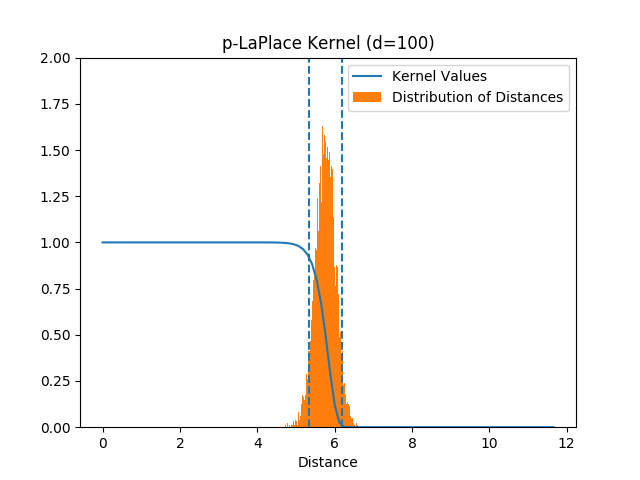 p-LaPlace Kernel (d=100)
Kernel Values
Distribution of Distances
2.00
1.75
1.50
1.25
1.00
0.75
0.50
0.25
0.00
0 2 4 6 8 10 12
Distance